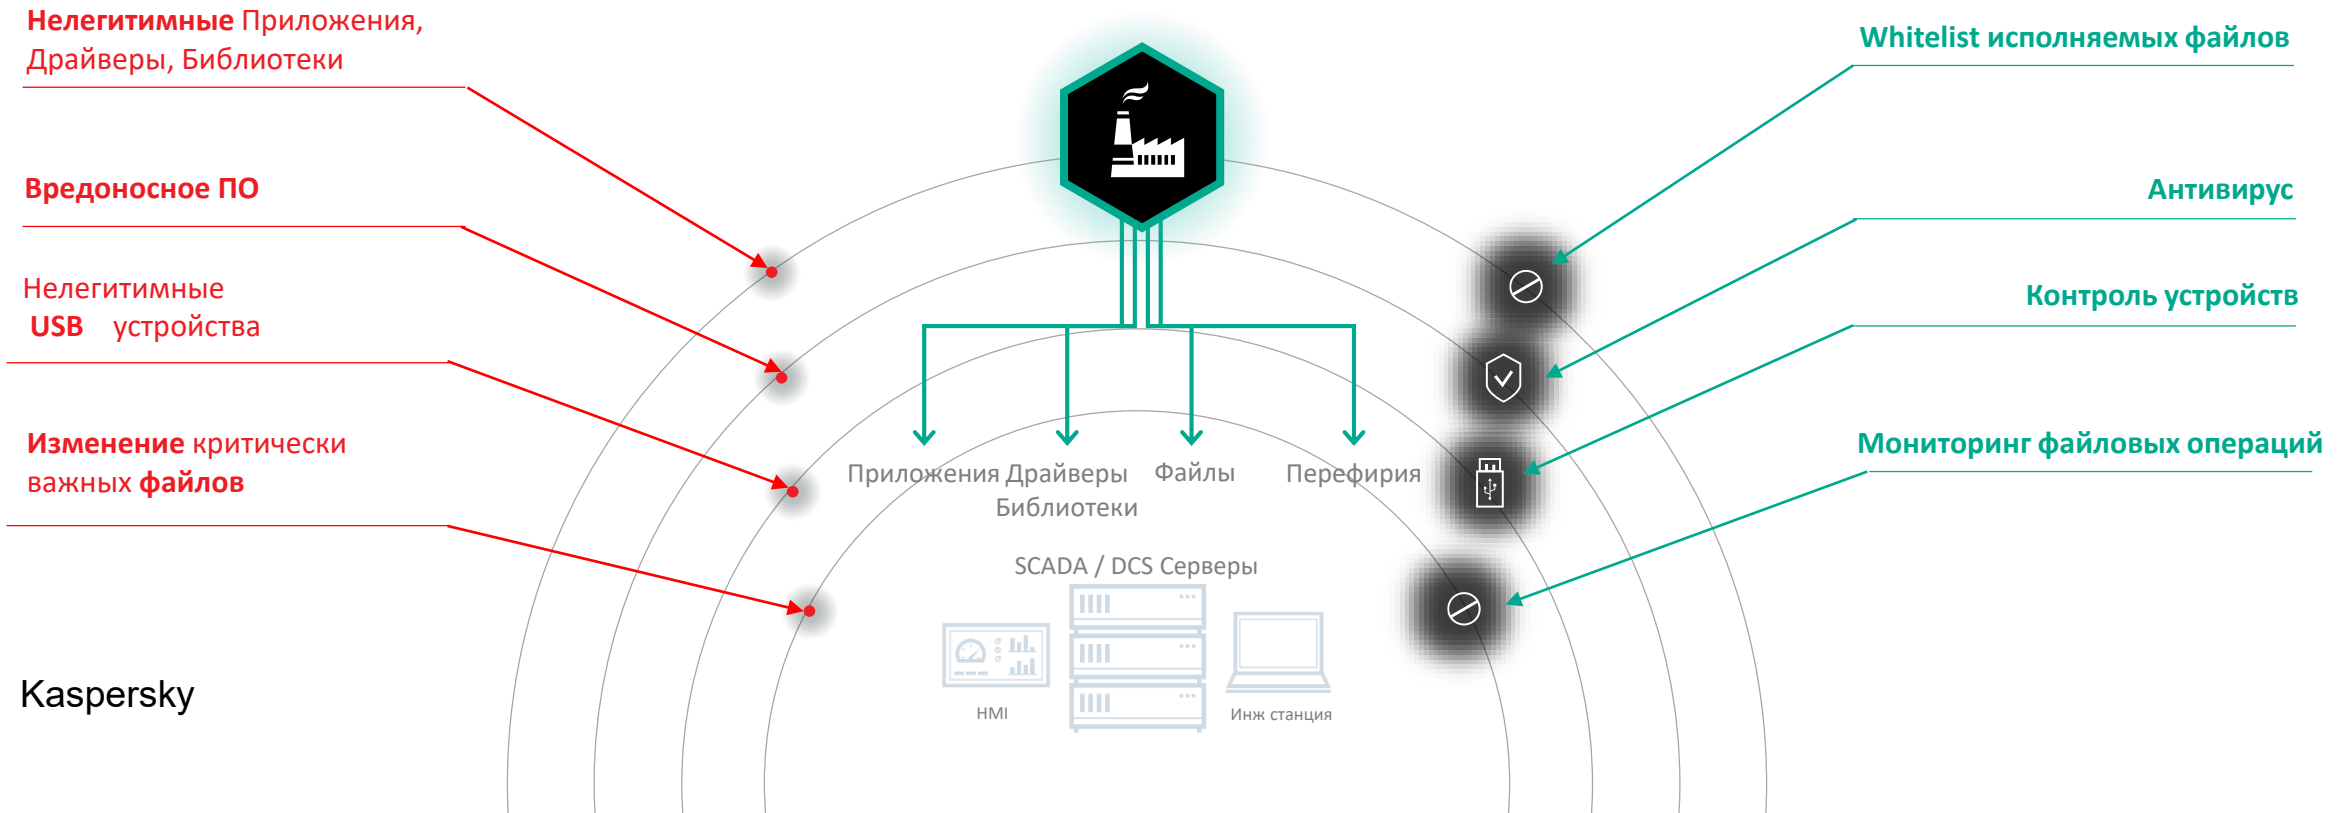 Нелегитимные Приложения,
Драйверы, Библиотеки
Вредоносное ПО
Нелегитимные
USB устройства
Изменение критически
важных файлов
Kaspersky
Приложения
Драйверы
Библиотеки
Файлы
Перефирия
SCADA / DCS Серверы
HMI
Инж станция
Whitelist исполняемых файлов
Антивирус
Контроль устройств
Мониторинг файловых операций